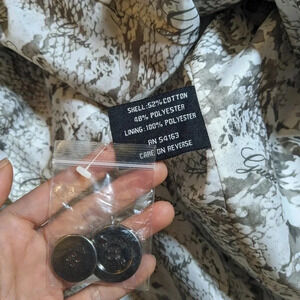 SHELL:52%COTTON
48% POLYESTER
LINING:100% POLYESTER
RN 54163
CARE ON REVERSE